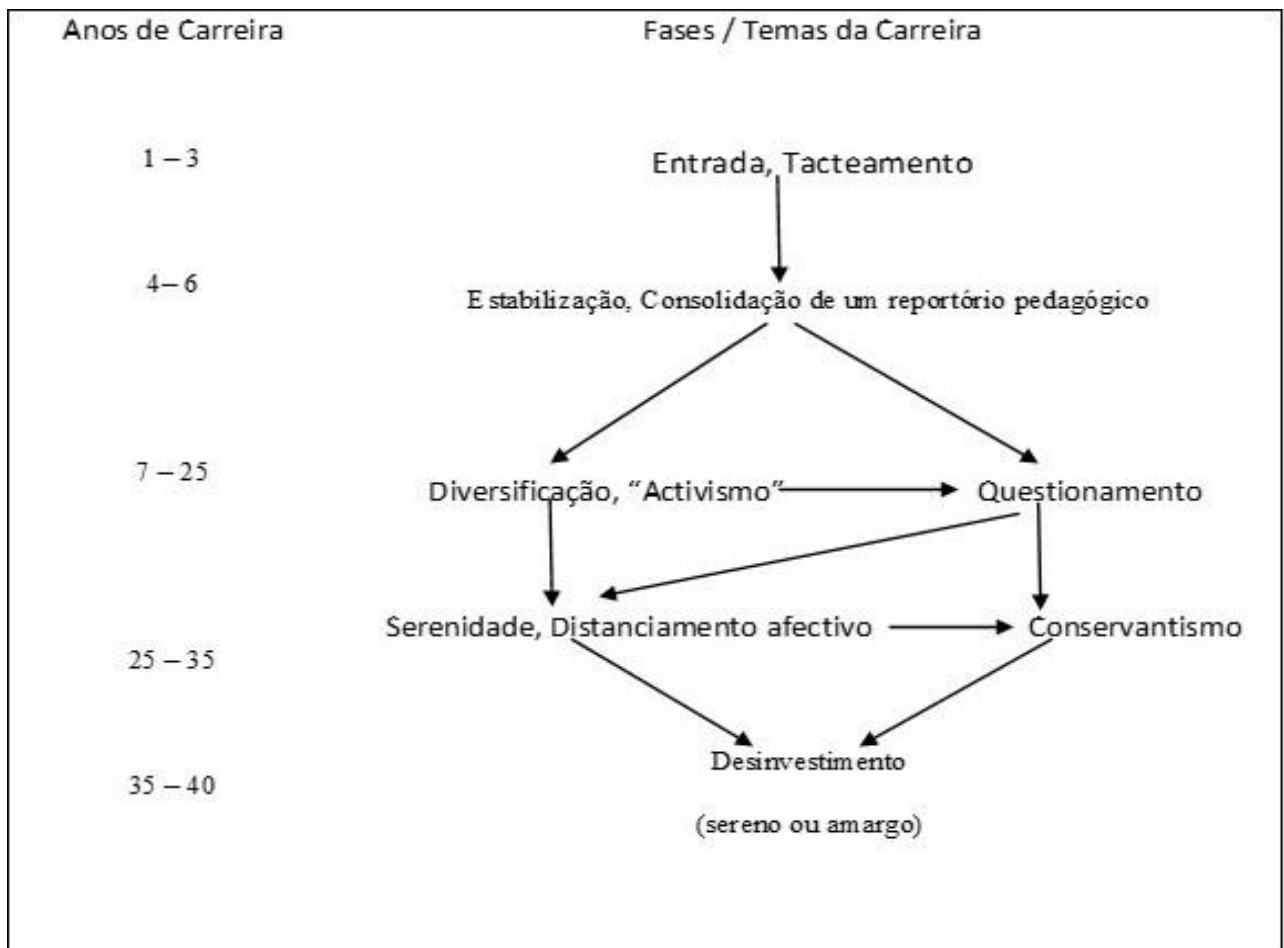 Anos de Carreira Fases / Temas da Carreira
1 – 3 Entrada, Tacteamento
4 – 6 Estabilização, Consolidação de um reportório pedagógico
7 – 25 Diversificação, “Activismo” Questionamento
Serenidade, Distanciamento afectivo Conservantismo
25 – 35
Desinvestimento
35 – 40
(sereno ou amargo)